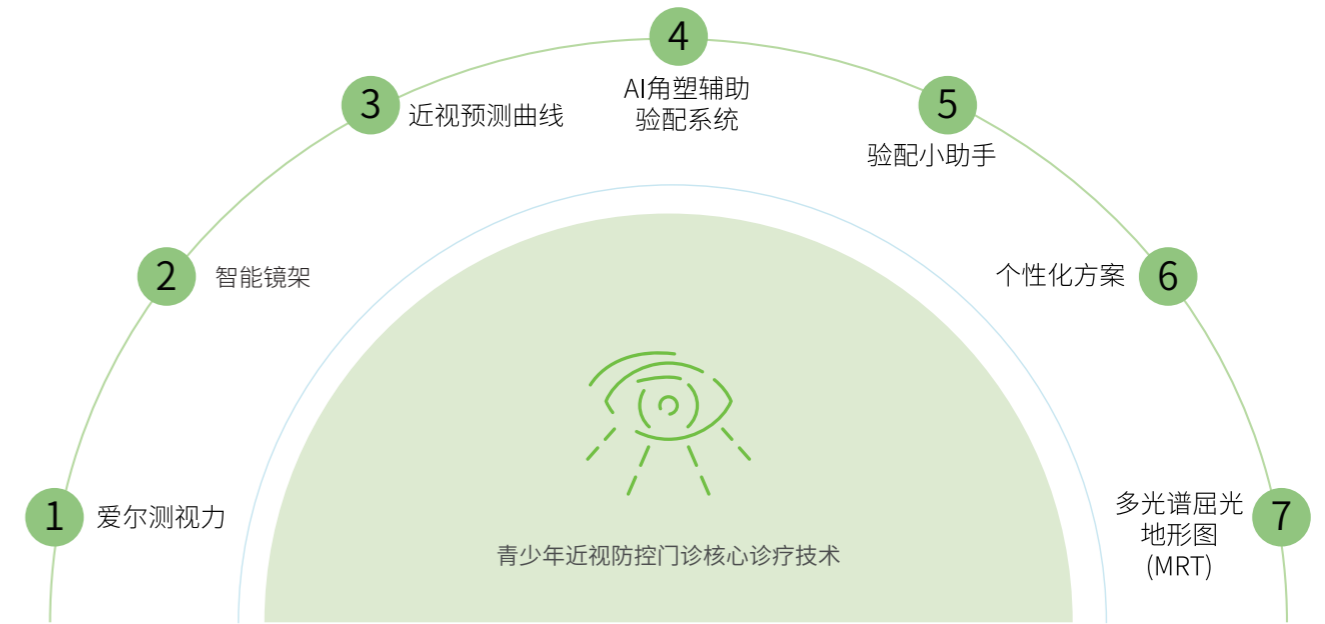 1
爱尔测视力
2
智能镜架
3
近视预测曲线
4
AI角塑辅助
验配系统
5
验配小助手
6
个性化方案
7
多光谱屈光
地形图
(MRT)
青少年近视防控门诊核心诊疗技术